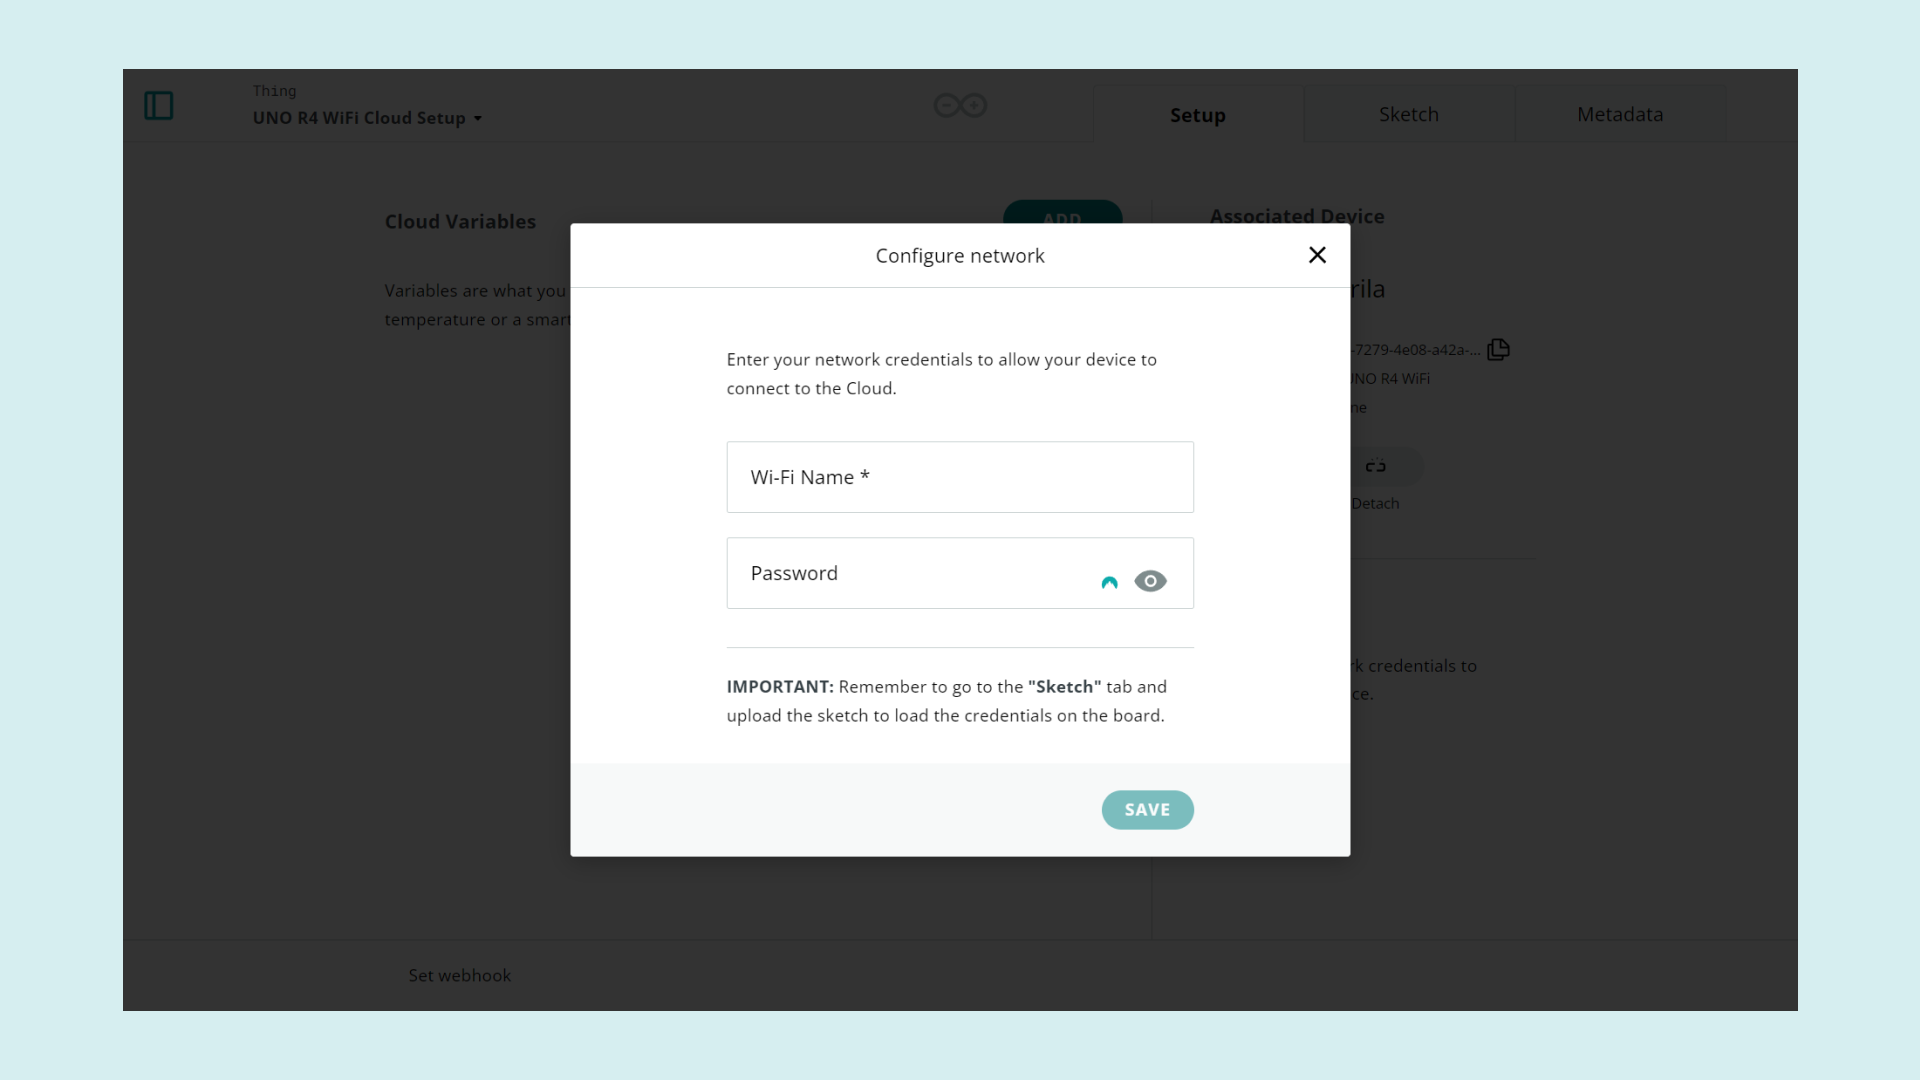 Thing
UNO R4 WiFi Cloud Setup
Setup
Sketch
Metadata
Cloud Variables
ADD
Associated Device
Variables are what you
temperature or a smart
rila
-7279-4e08-a42a-...
UNO R4 WiFi
ne
Detach
rk credentials to
ce.
Configure network
Enter your network credentials to allow your device to
connect to the Cloud.
Wi-Fi Name *
Password
IMPORTANT: Remember to go to the "Sketch" tab and
upload the sketch to load the credentials on the board.
SAVE
Set webhook